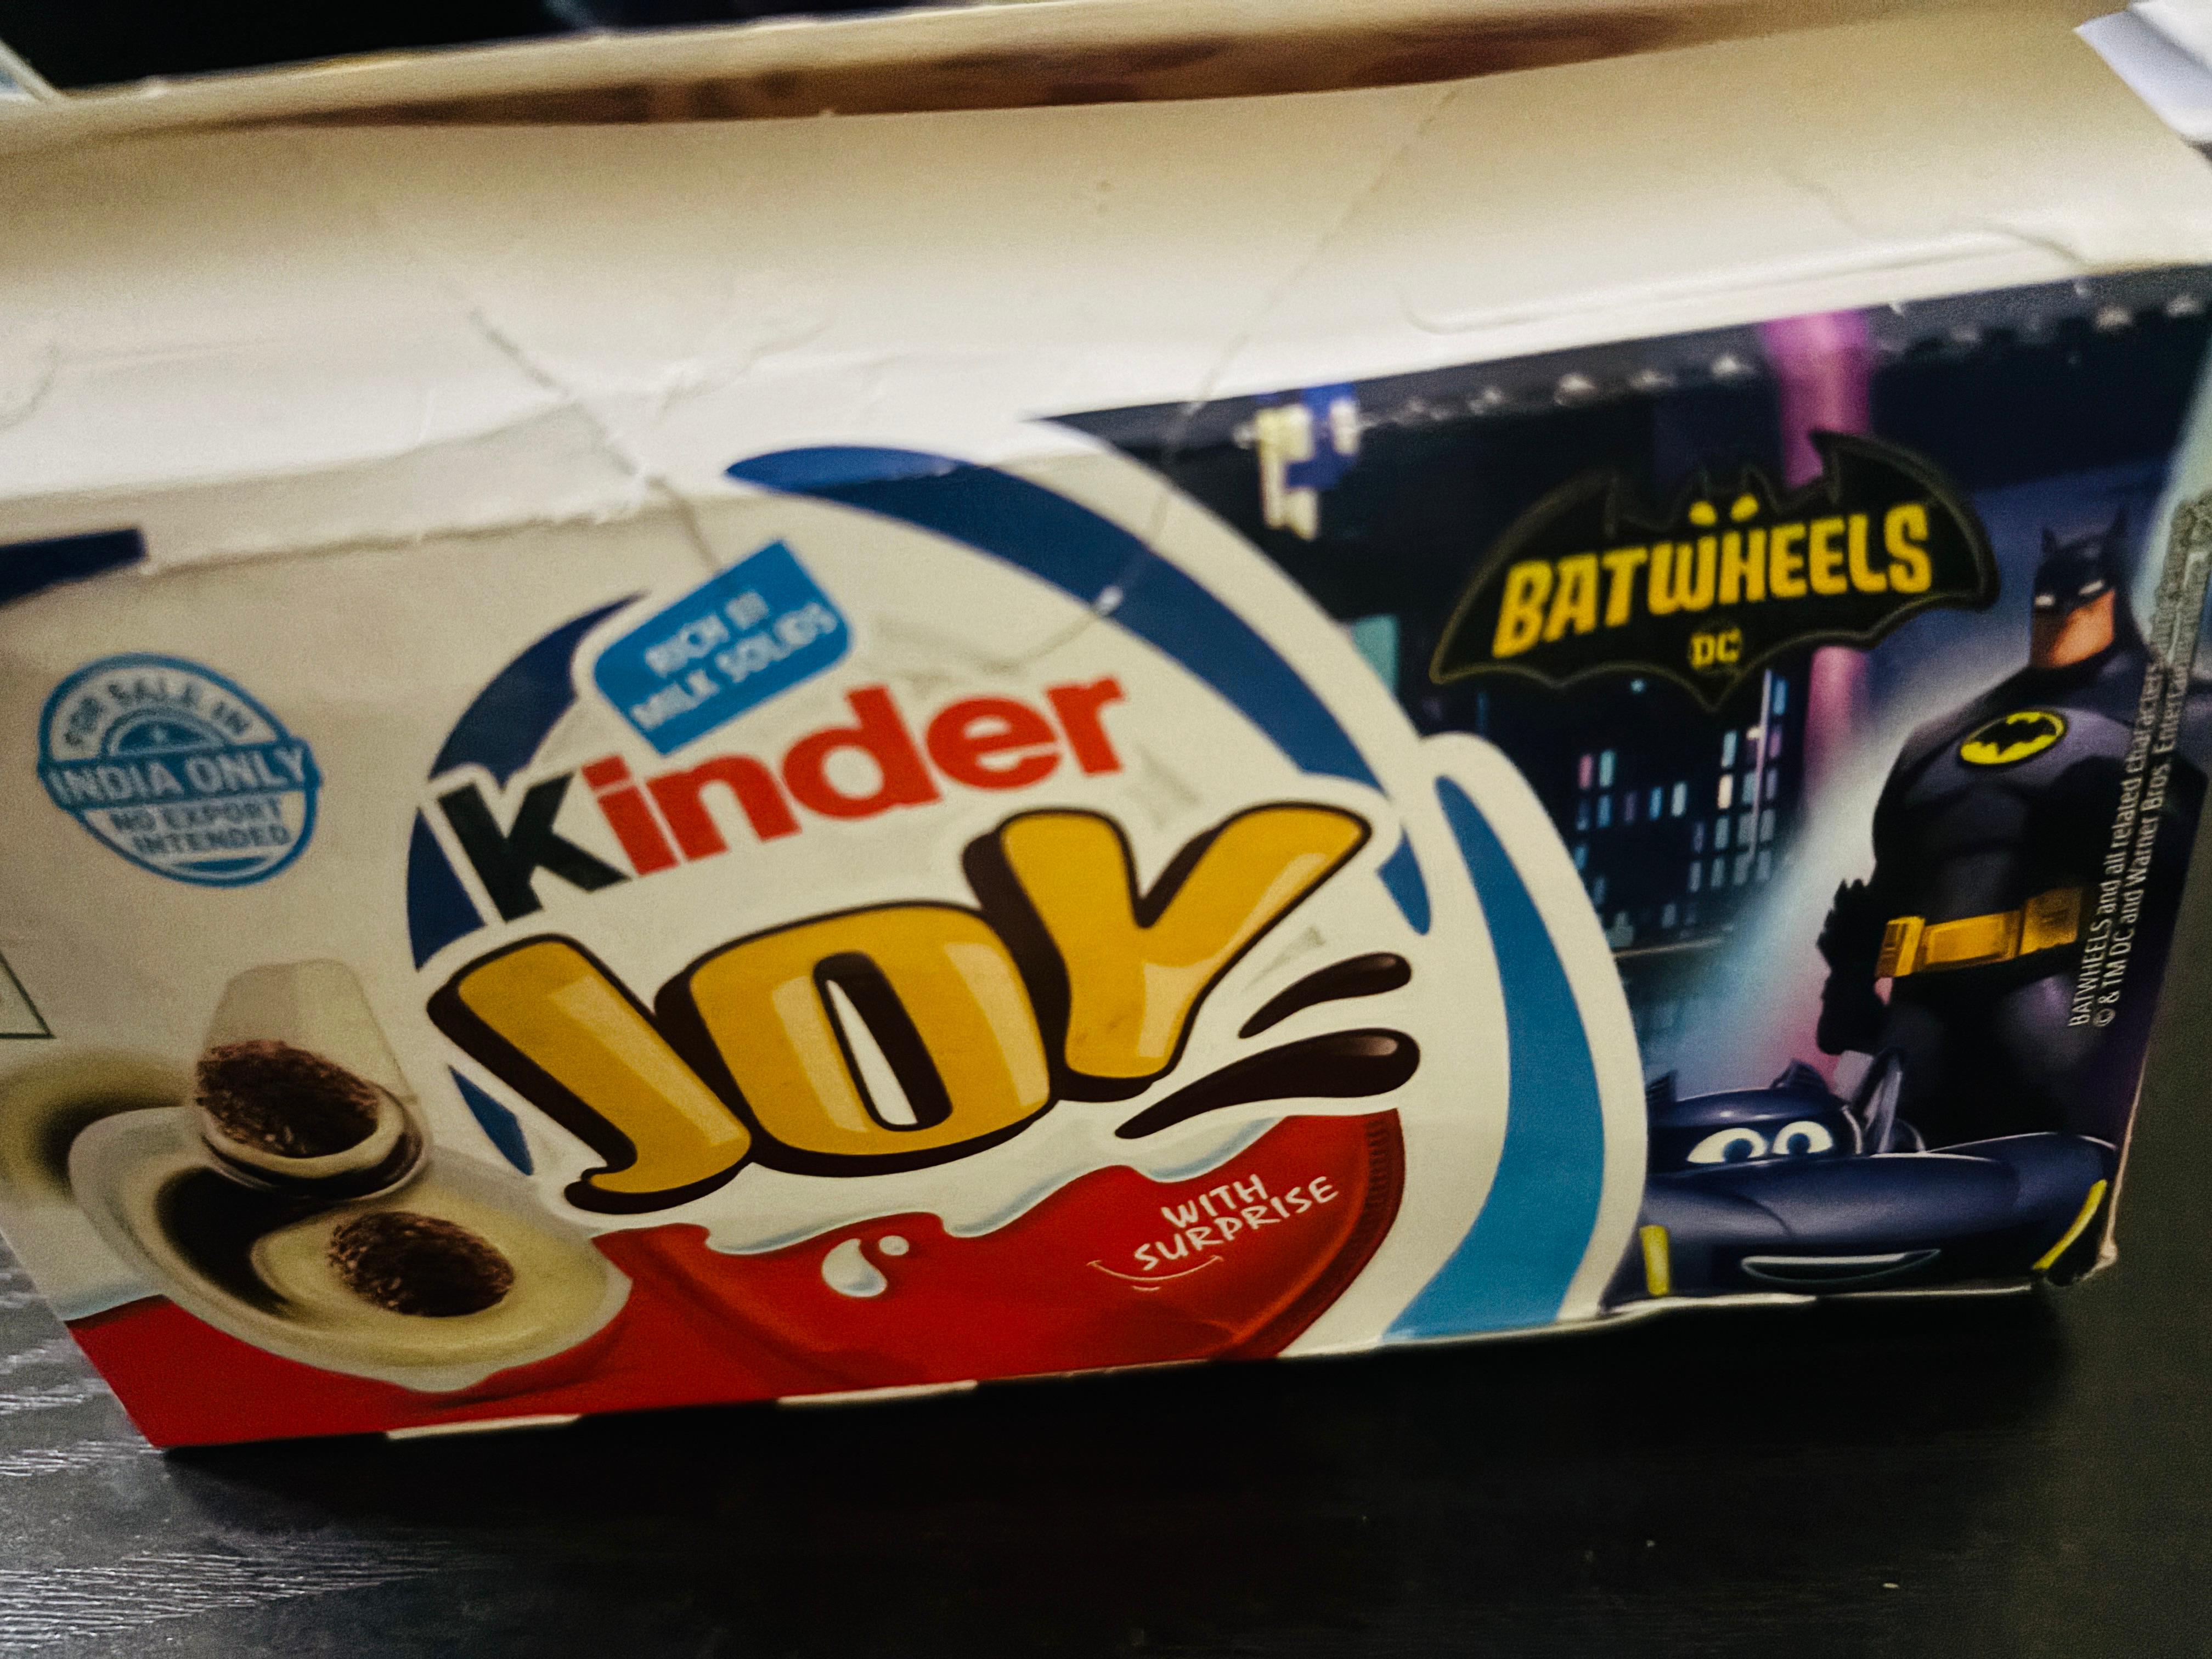 FOR SALE IN
INDIA ONLY
NO EXPORT
INTENDED
RICH IN
MILK SOLIDS
Kinder
JOY
WITH
SURPRISE
BATWHEELS
DC
BATWHEELS and all related characters
© & TM DC and Warner Bros.